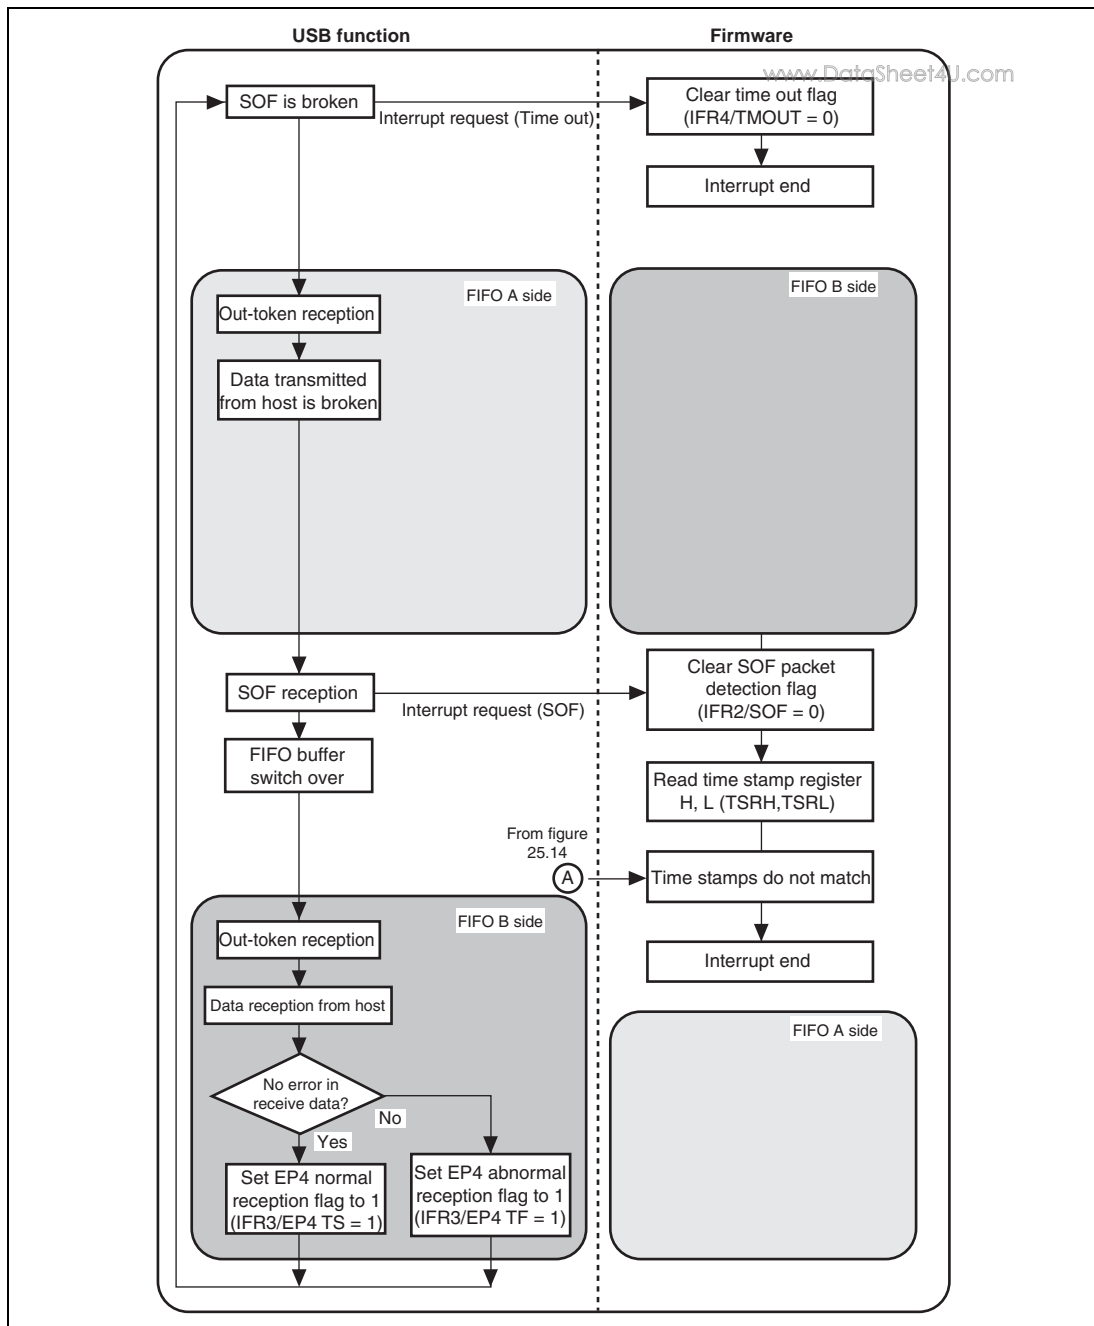 USB function
Firmware
www.DataSheet4U.com
SOF is broken
Interrupt request (Time out)
Clear time out flag
(IFR4/TMOUT = 0)
Interrupt end
FIFO A side
Out-token reception
Data transmitted
from host is broken
FIFO B side
SOF reception
Interrupt request (SOF)
Clear SOF packet
detection flag
(IFR2/SOF = 0)
FIFO buffer
switch over
Read time stamp register
H, L (TSRH,TSRL)
From figure
25.14
A
Time stamps do not match
Interrupt end
FIFO B side
Out-token reception
Data reception from host
No error in
receive data?
No
Yes
Set EP4 normal
reception flag to 1
(IFR3/EP4 TS = 1)
Set EP4 abnormal
reception flag to 1
(IFR3/EP4 TF = 1)
FIFO A side